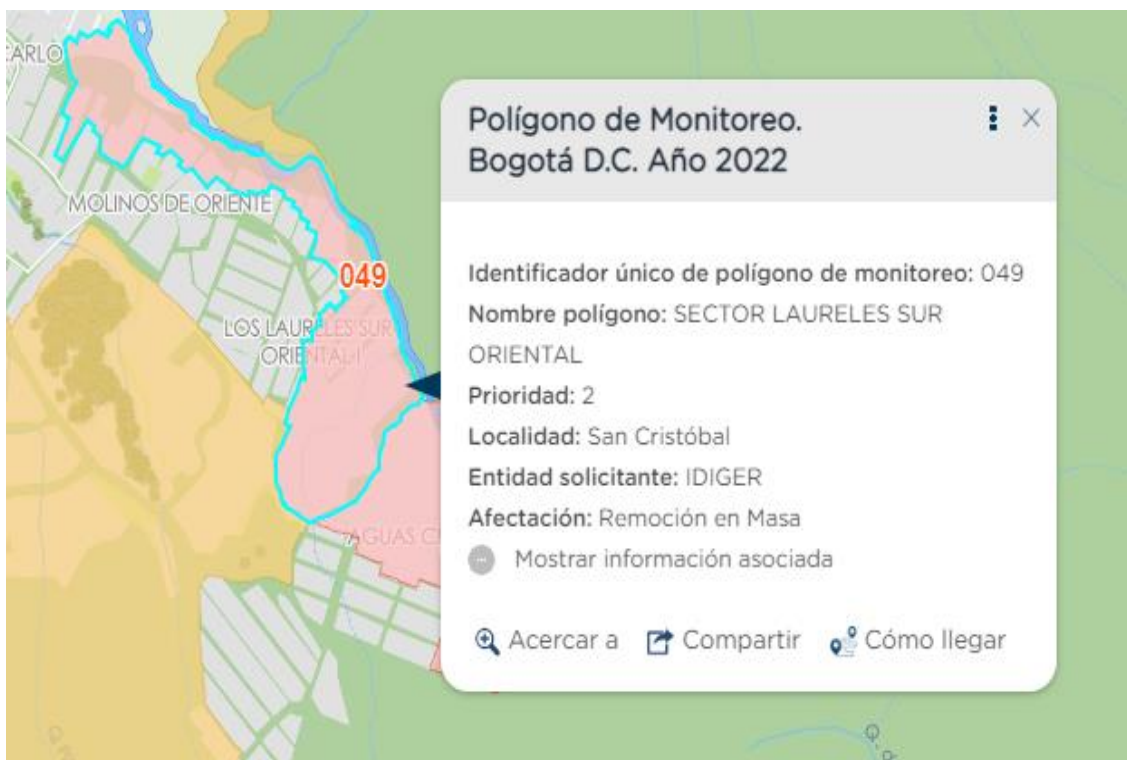 CARLO
MOLINOS DE ORIENTE
049
LOS LAURELES SUR
ORIENTAL I
AGUAS C
Polígono de Monitoreo.
Bogotá D.C. Año 2022
Identificador único de polígono de monitoreo: 049
Nombre polígono: SECTOR LAURELES SUR
ORIENTAL
Prioridad: 2
Localidad: San Cristóbal
Entidad solicitante: IDIGER
Afectación: Remoción en Masa
Mostrar información asociada
Acercar a Compartir Cómo llegar